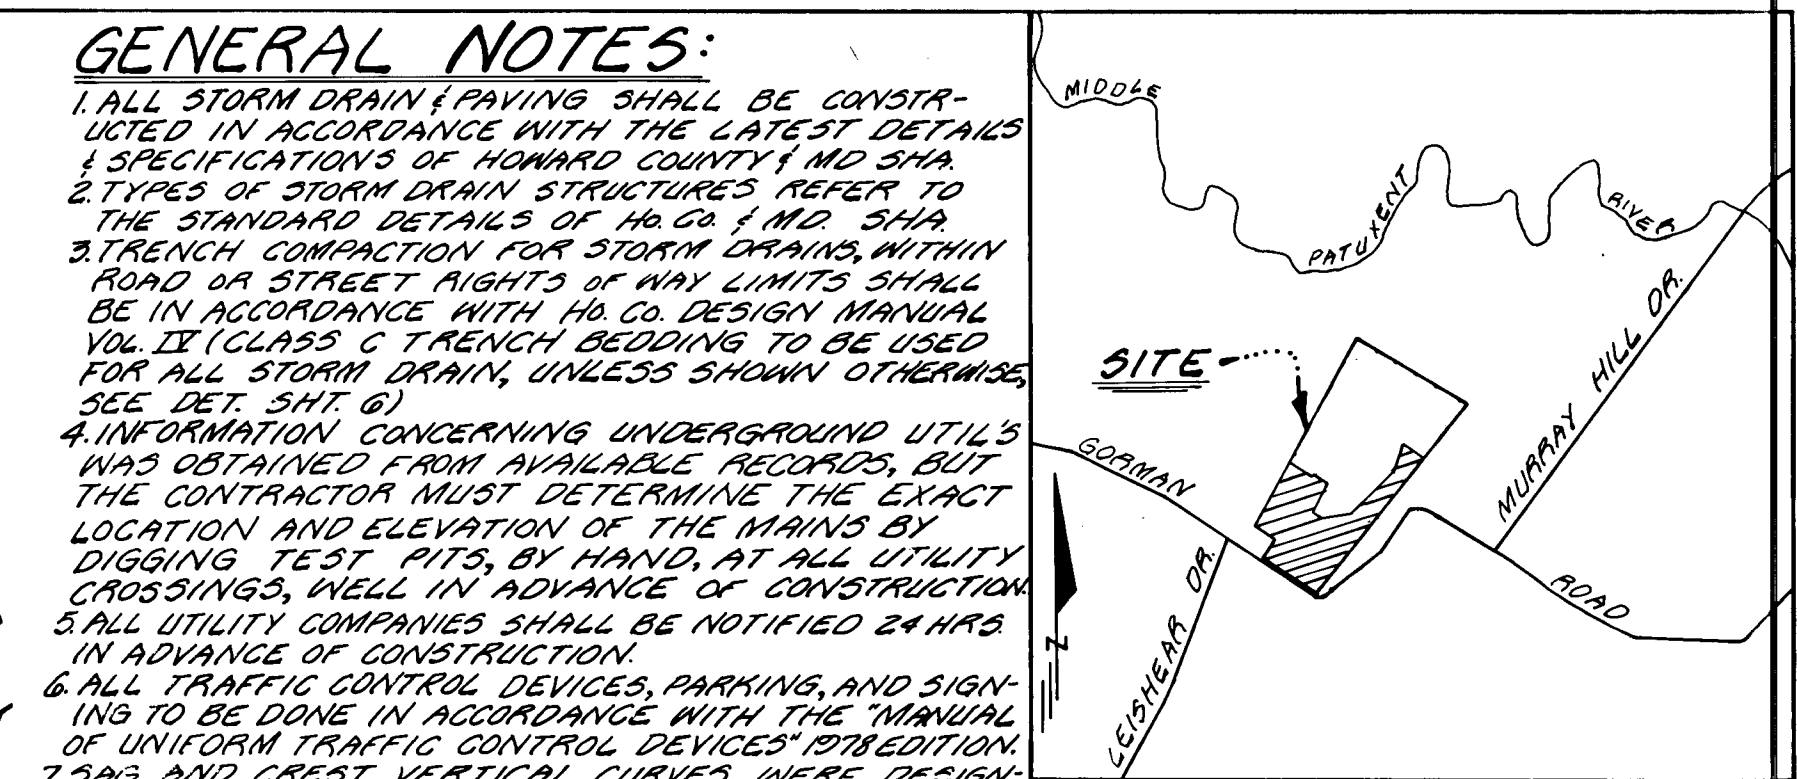 GENERAL NOTES:
1. ALL STORM DRAIN & PAVING SHALL BE CONSTR-
UCTED IN ACCORDANCE WITH THE LATEST DETAILS
& SPECIFICATIONS OF HOWARD COUNTY & MD SHA.
2. TYPES OF STORM DRAIN STRUCTURES REFER TO
THE STANDARD DETAILS OF HO. CO. & MD. SHA.
3. TRENCH COMPACTION FOR STORM DRAINS, WITHIN
ROAD OR STREET RIGHTS OF WAY LIMITS SHALL
BE IN ACCORDANCE WITH HO. CO. DESIGN MANUAL
VOL. IV (CLASS C TRENCH BEDDING TO BE USED
FOR ALL STORM DRAIN, UNLESS SHOWN OTHERWISE,
SEE DET. SHT. 6)
4. INFORMATION CONCERNING UNDERGROUND UTIL'S
WAS OBTAINED FROM AVAILABLE RECORDS, BUT
THE CONTRACTOR MUST DETERMINE THE EXACT
LOCATION AND ELEVATION OF THE MAINS BY
DIGGING TEST PITS, BY HAND, AT ALL UTILITY
CROSSINGS, WELL IN ADVANCE OF CONSTRUCTION.
5. ALL UTILITY COMPANIES SHALL BE NOTIFIED 24 HRS.
IN ADVANCE OF CONSTRUCTION.
6. ALL TRAFFIC CONTROL DEVICES, PARKING, AND SIGN-
ING TO BE DONE IN ACCORDANCE WITH THE "MANUAL
OF UNIFORM TRAFFIC CONTROL DEVICES" 1978 EDITION.
7. SAG AND CREST VERTICAL CURVES WERE DESIGN-
MIDDLE
PATUXENT
RIVER
SITE
MURRAY HILL DR.
GORMAN
ROAD
LEISHEAR DR.
N